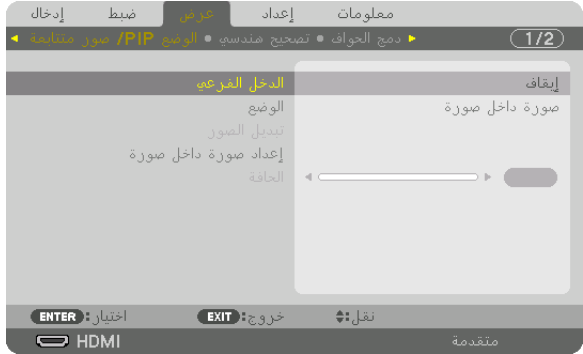 إدخال ضبط عرض إعداد معلومات
الوضع PIP/ صور متتابعة ● تصحيح هندسي ● دمج الحواف (1/2)
الدخل الفرعي إيقاف
الوضع صورة داخل صورة
تبديل الصور
إعداد صورة داخل صورة
الحافة
ENTER: اختيار EXIT: خروج نقل:
HDMI متقدمة